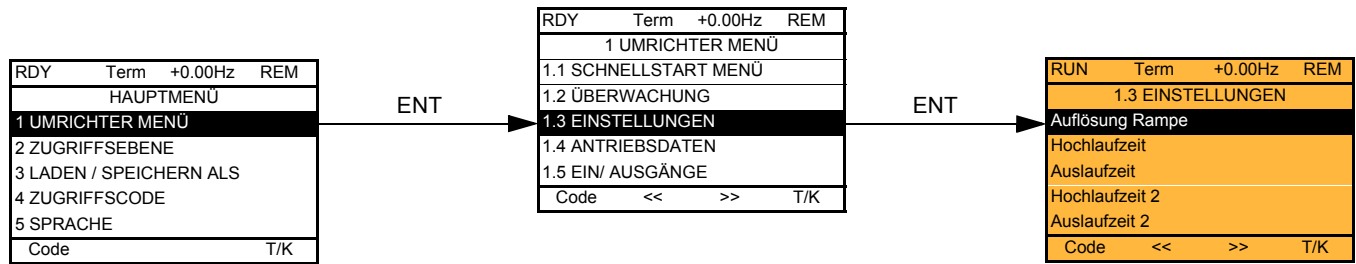 RDY Term +0.00Hz REM
HAUPTMENÜ
1 UMRICHTER MENÜ
2 ZUGRIFFSEBENE
3 LADEN / SPEICHERN ALS
4 ZUGRIFFSCODE
5 SPRACHE
Code T/K
ENT
RDY Term +0.00Hz REM
1 UMRICHTER MENÜ
1.1 SCHNELLSTART MENÜ
1.2 ÜBERWACHUNG
1.3 EINSTELLUNGEN
1.4 ANTRIEBSDATEN
1.5 EIN/ AUSGÄNGE
Code << >> T/K
ENT
RUN Term +0.00Hz REM
1.3 EINSTELLUNGEN
Auflösung Rampe
Hochlaufzeit
Auslaufzeit
Hochlaufzeit 2
Auslaufzeit 2
Code << >> T/K